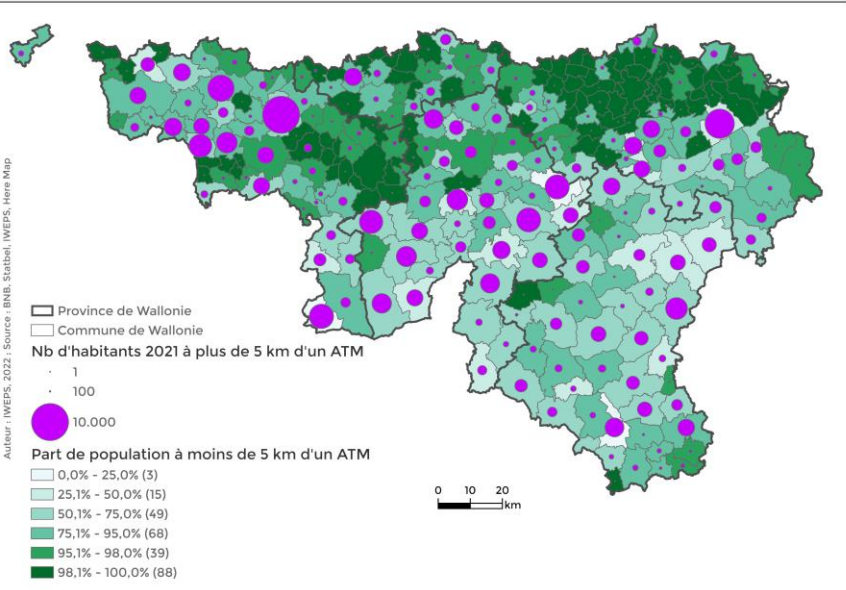 Auteur : IWEPS, 2022 ; Source : BNB, Statbel, IWEPS, Here Map
Province de Wallonie
Commune de Wallonie
Nb d'habitants 2021 à plus de 5 km d'un ATM
1
100
10.000
Part de population à moins de 5 km d'un ATM
0,0% - 25,0% (3)
25,1% - 50,0% (15)
50,1% - 75,0% (49)
75,1% - 95,0% (68)
95,1% - 98,0% (39)
98,1% - 100,0% (88)
0 10 20
km